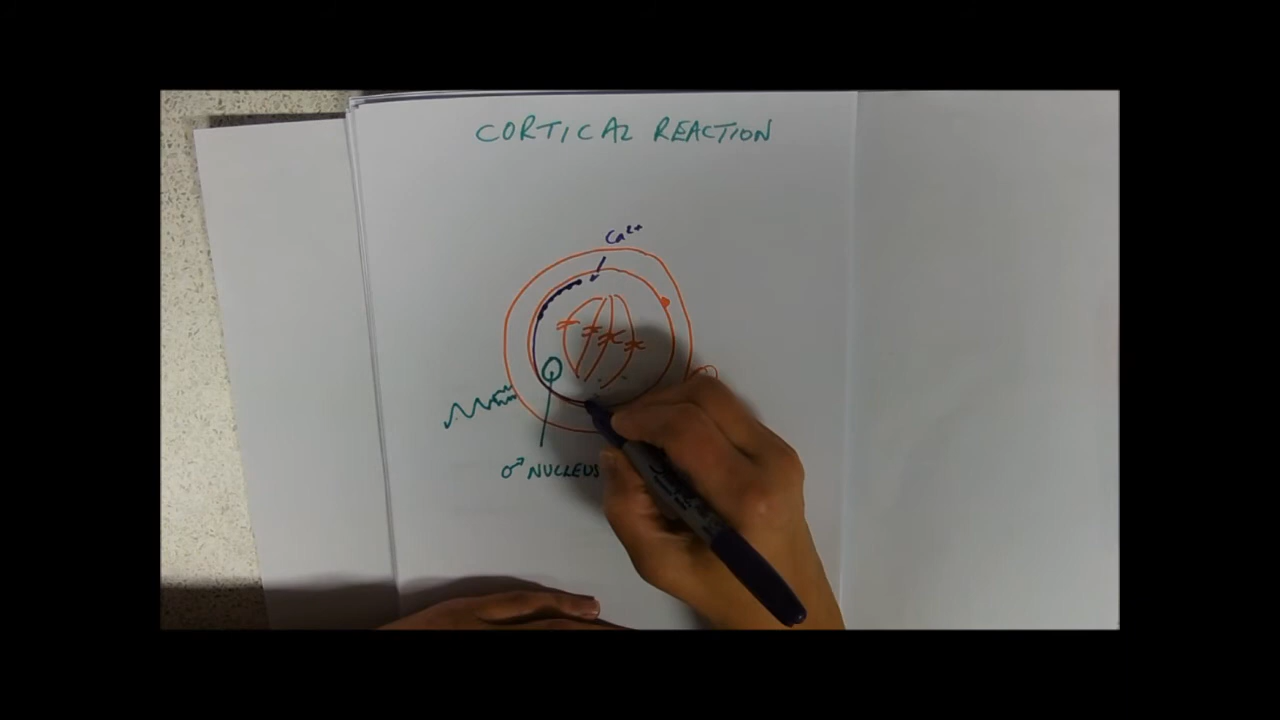 CORTICAL REACTION
Ca²⁺
♂ NUCLEUS